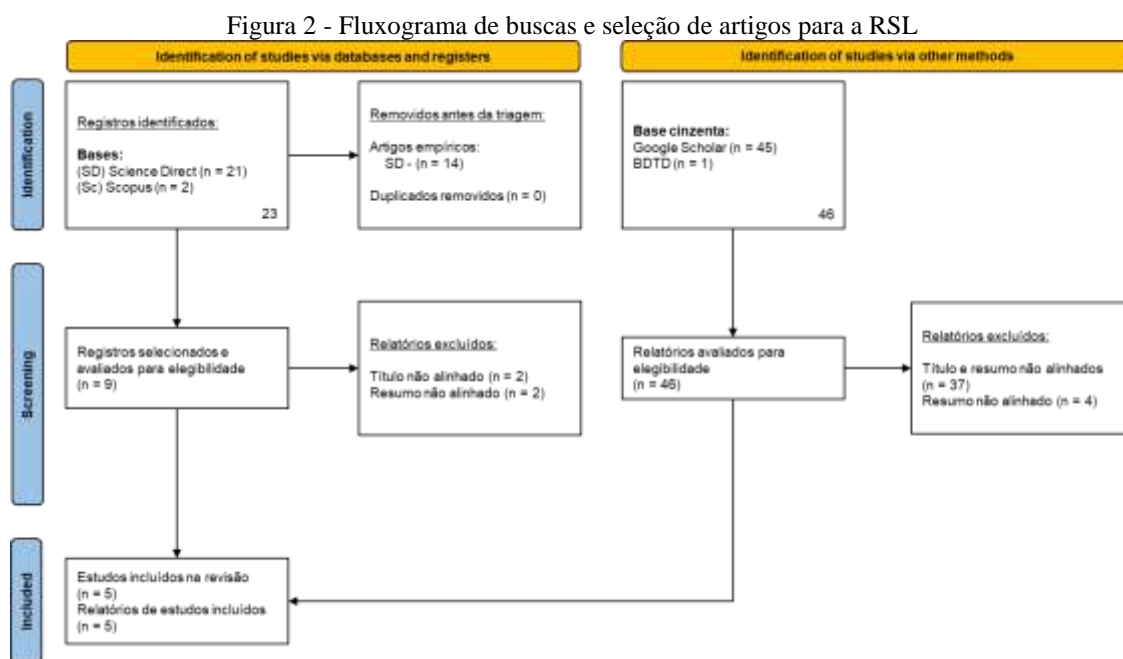 Figura 2 - Fluxograma de buscas e seleção de artigos para a RSL
Identification of studies via databases and registers
Identification of studies via other methods
Identification
Registros identificados:
Bases:
(SD) Science Direct (n = 21)
(Sc) Scopus (n = 2)
23
Removidos antes da triagem:
Artigos empíricos:
SD - (n = 14)
Duplicados removidos (n = 0)
Base cinzenta:
Google Scholar (n = 45)
BDTD (n = 1)
46
Screening
Registros selecionados e
avaliados para elegibilidade
(n = 9)
Relatórios excluídos:
Título não alinhado (n = 2)
Resumo não alinhado (n = 2)
Relatórios avaliados para
elegibilidade
(n = 46)
Relatórios excluídos:
Título e resumo não alinhados
(n = 37)
Resumo não alinhado (n = 4)
Included
Estudos incluídos na revisão
(n = 5)
Relatórios de estudos incluídos
(n = 5)